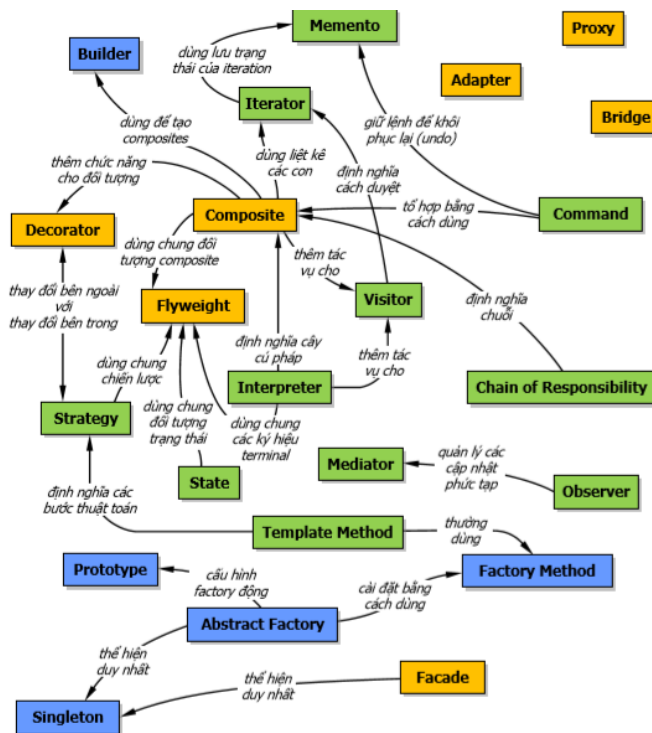 Memento
Proxy
Builder
dùng lưu trạng
thái của iteration
Adapter
Iterator
Bridge
dùng để tạo
composites
giữ lệnh để khôi
phục lại (undo)
dùng liệt kê
các con
định nghĩa
cách duyệt
thêm chức năng
cho đối tượng
Composite
tổ hợp bằng
cách dùng
Command
Decorator
dùng chung đối
tượng composite
thêm tác
vụ cho
Visitor
thay đổi bên ngoài
với
thay đổi bên trong
Flyweight
định nghĩa
chuỗi
định nghĩa cây
cú pháp
thêm tác
vụ cho
dùng chung
chiến lược
Interpreter
Chain of Responsibility
Strategy
dùng chung
đối tượng
trạng thái
dùng chung
các ký hiệu
terminal
State
Mediator
quản lý các
cập nhật
phức tạp
Observer
định nghĩa các
bước thuật toán
Template Method
thường
dùng
Prototype
cấu hình
factory động
cài đặt bằng
cách dùng
Factory Method
Abstract Factory
thể hiện
duy nhất
thể hiện
duy nhất
Facade
Singleton